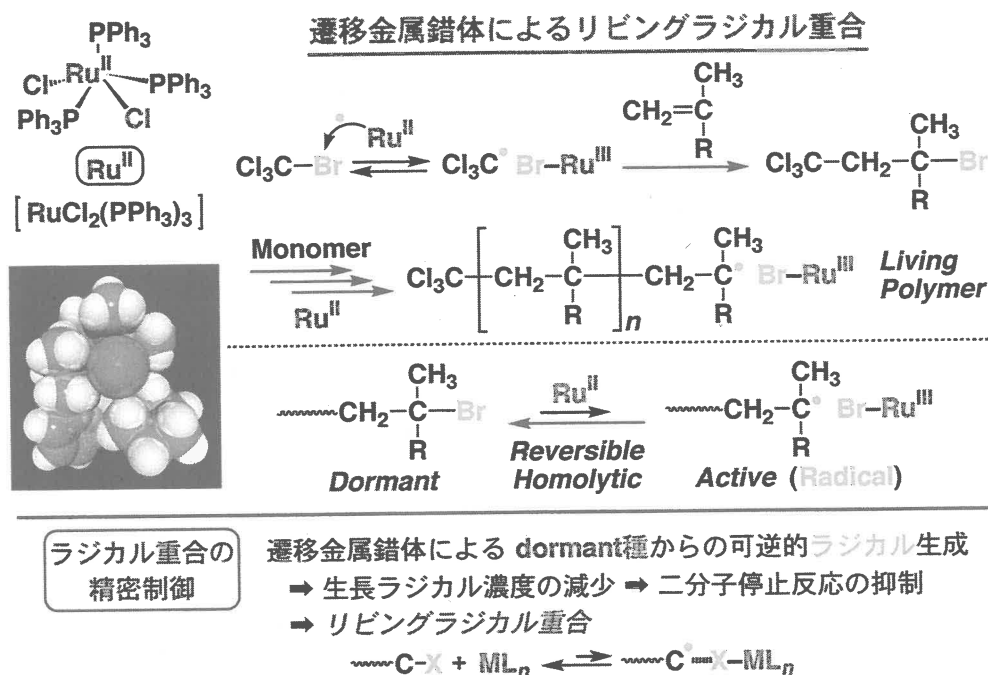 遷移金属錯体によるリビングラジカル重合
PPh3
Cl Ru^II PPh3
Ph3P Cl
Ru^II
[RuCl2(PPh3)3]
Cl3C–Br Ru^II ⇌ Cl3C• Br–Ru^III
CH2=C CH3 R
Cl3C–CH2–C–Br CH3 R
Monomer
Ru^II
Cl3C–[CH2–C]n–CH2–C• Br–Ru^III CH3 R CH3 R
Living
Polymer
CH2–C–Br CH3 R
Ru^II
CH2–C• Br–Ru^III CH3 R
Dormant
Reversible
Homolytic
Active (Radical)
ラジカル重合の
精密制御
遷移金属錯体による dormant種からの可逆的ラジカル生成
➡ 生長ラジカル濃度の減少 ➡ 二分子停止反応の抑制
➡ リビングラジカル重合
C–X + MLn ⇌ C•┅X–MLn